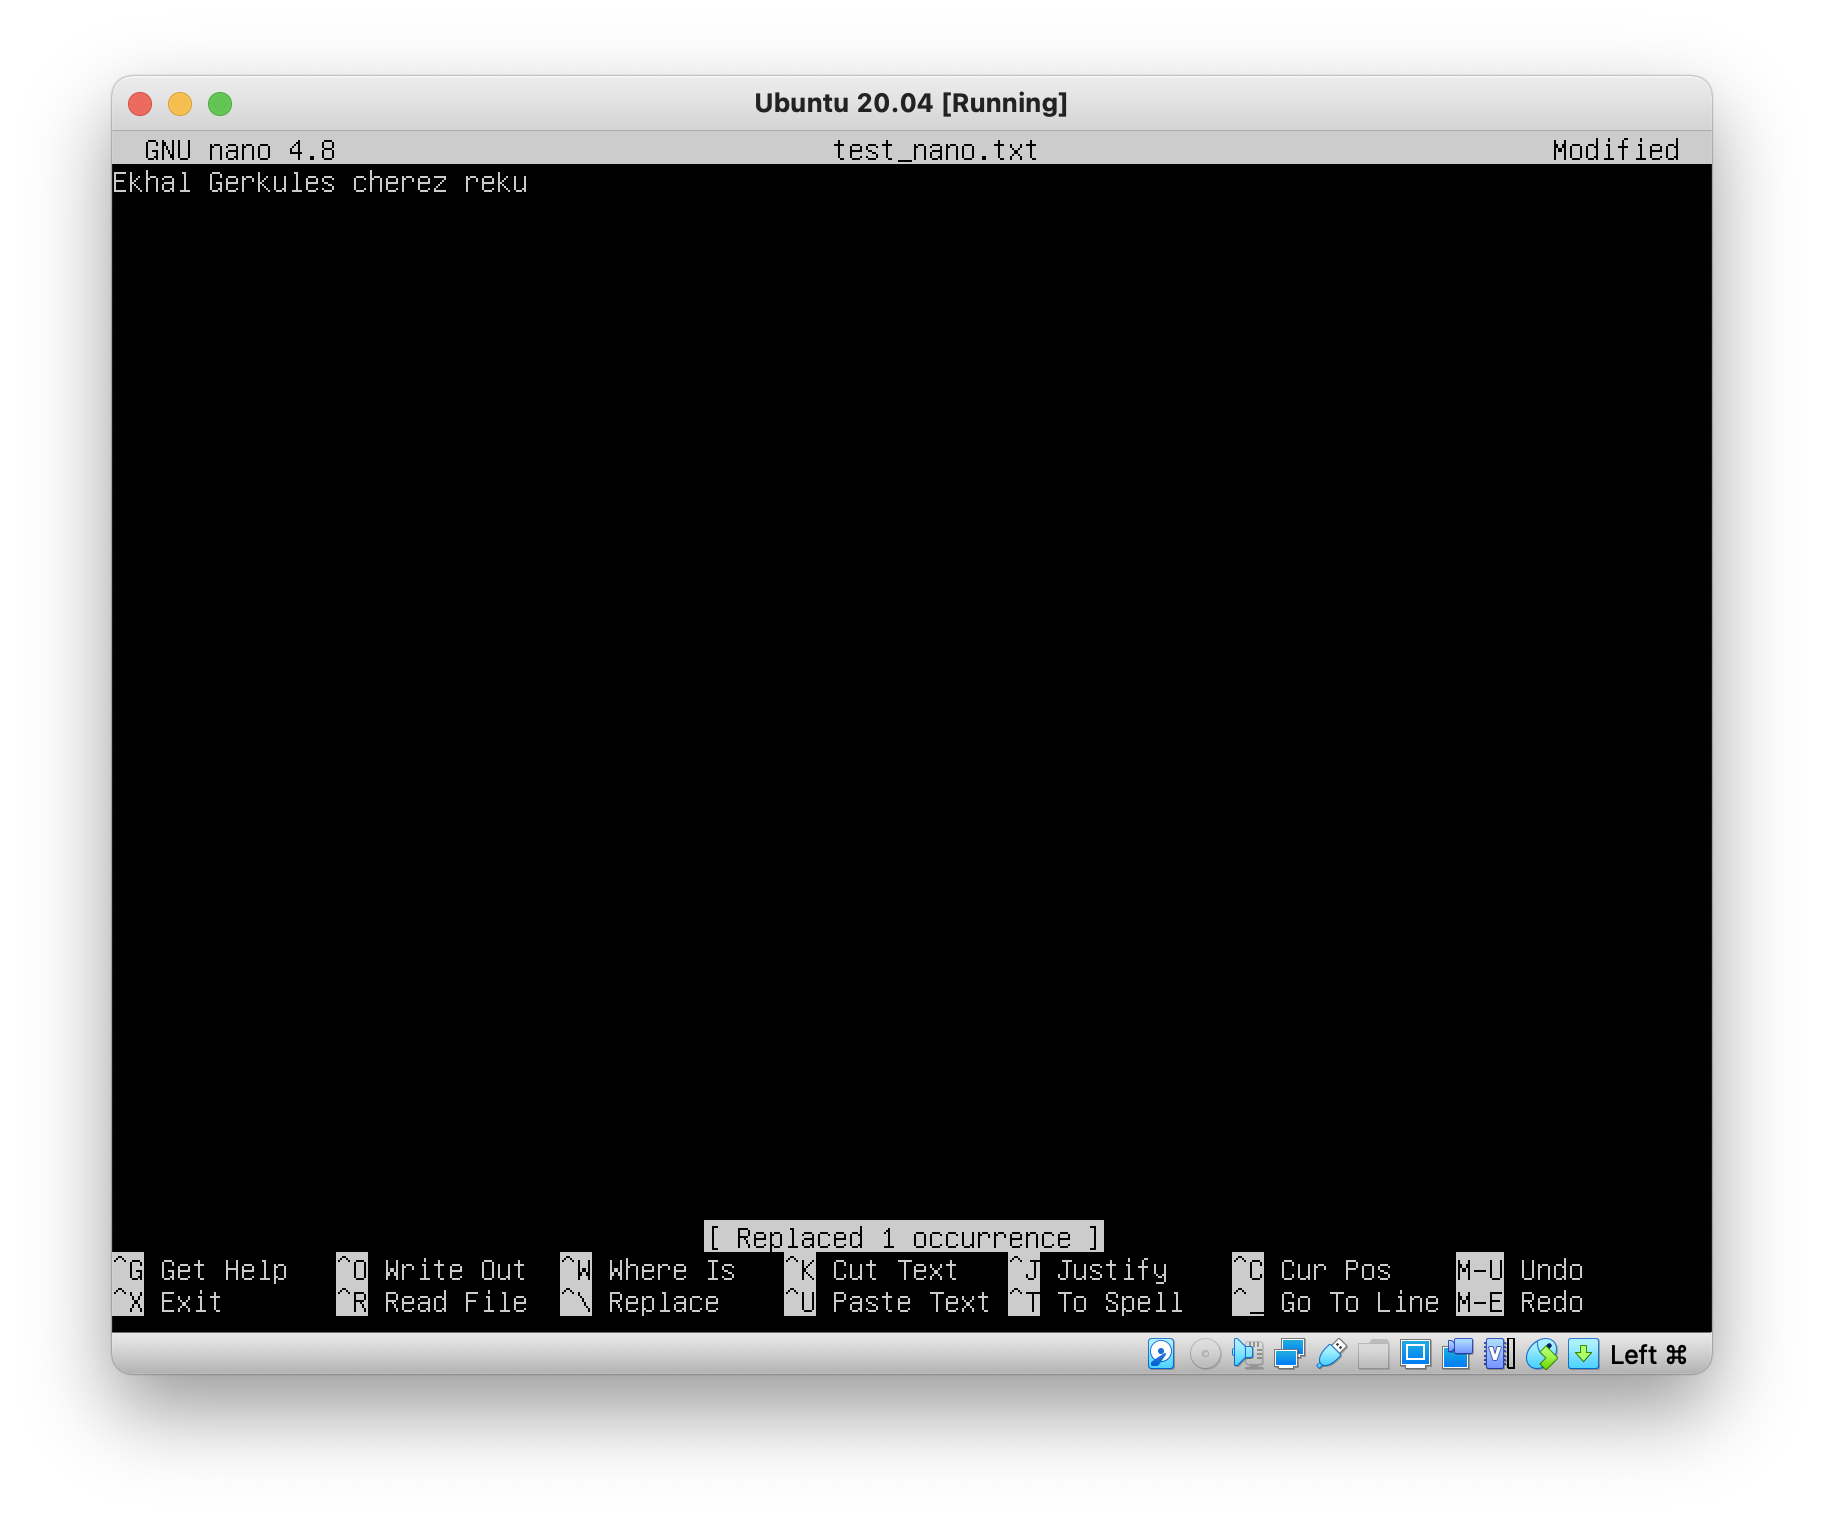 Ubuntu 20.04 [Running]
GNU nano 4.8 test_nano.txt Modified
Ekhal Gerkules cherez reku
[ Replaced 1 occurrence ]
^G Get Help ^O Write Out ^W Where Is ^K Cut Text ^J Justify ^C Cur Pos M-U Undo
^X Exit ^R Read File ^\ Replace ^U Paste Text ^T To Spell ^_ Go To Line M-E Redo
Left ⌘